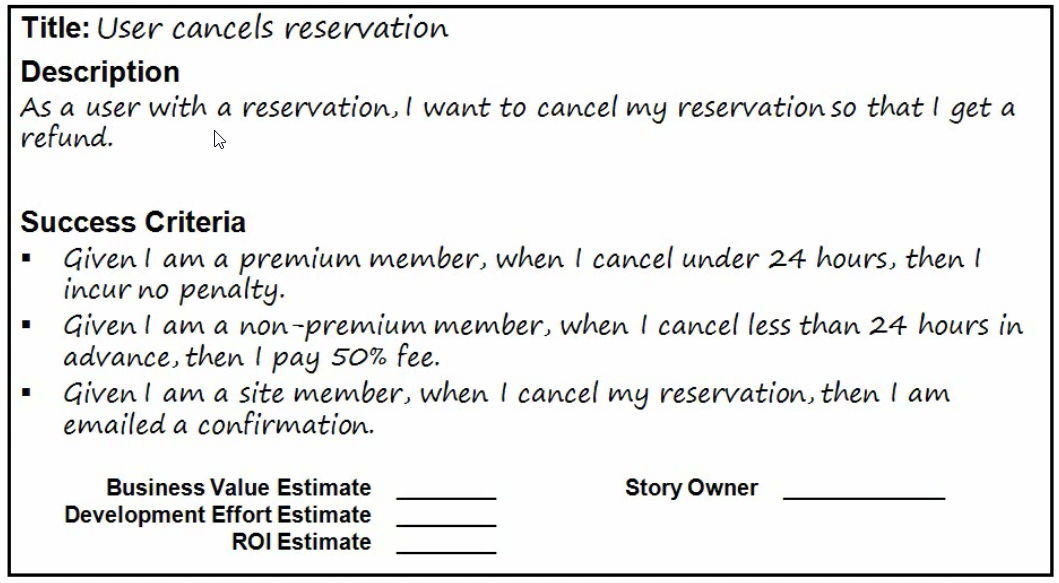 Title: User cancels reservation
Description
As a user with a reservation, I want to cancel my reservation so that I get a
refund.
Success Criteria
▪ Given I am a premium member, when I cancel under 24 hours, then I
incur no penalty.
▪ Given I am a non-premium member, when I cancel less than 24 hours in
advance, then I pay 50% fee.
▪ Given I am a site member, when I cancel my reservation, then I am
emailed a confirmation.
Business Value Estimate ________ Story Owner ____________
Development Effort Estimate ________
ROI Estimate ________